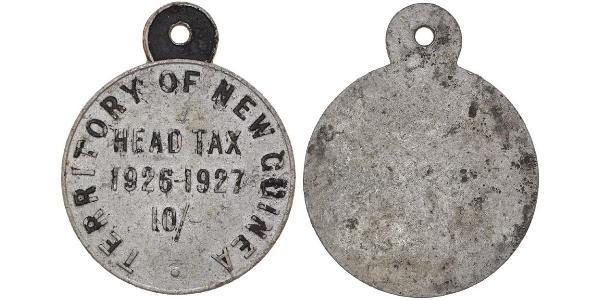 TERRITORY OF NEW GUINEA
HEAD TAX
1926-1927
10/-